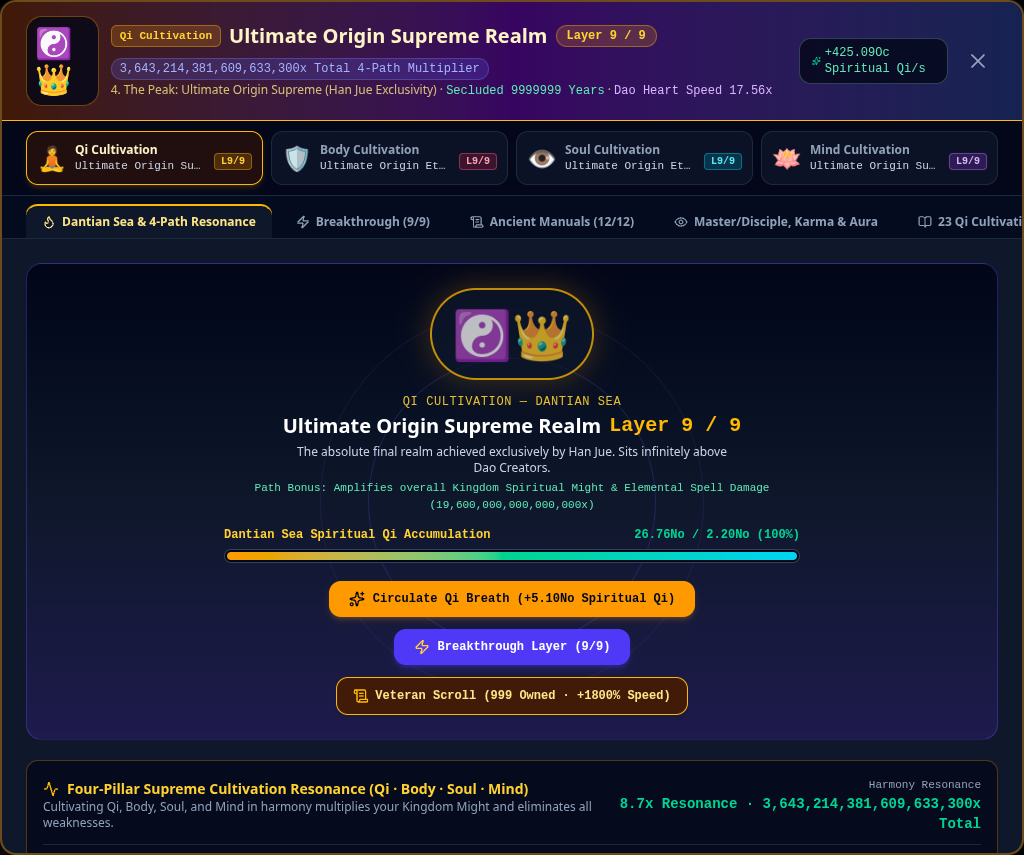 Qi Cultivation
Ultimate Origin Supreme Realm
Layer 9 / 9
3,643,214,381,609,633,300x Total 4-Path Multiplier
4. The Peak: Ultimate Origin Supreme (Han Jue Exclusivity) · Secluded 9999999 Years · Dao Heart Speed 17.56x
+425.09Oc
Spiritual Qi/s
Qi Cultivation
Ultimate Origin Su…
L9/9
Body Cultivation
Ultimate Origin Et…
L9/9
Soul Cultivation
Ultimate Origin Et…
L9/9
Mind Cultivation
Ultimate Origin Su…
L9/9
Dantian Sea & 4-Path Resonance
Breakthrough (9/9)
Ancient Manuals (12/12)
Master/Disciple, Karma & Aura
23 Qi Cultivati
QI CULTIVATION — DANTIAN SEA
Ultimate Origin Supreme Realm Layer 9 / 9
The absolute final realm achieved exclusively by Han Jue. Sits infinitely above
Dao Creators.
Path Bonus: Amplifies overall Kingdom Spiritual Might & Elemental Spell Damage
(19,600,000,000,000,000x)
Dantian Sea Spiritual Qi Accumulation
26.76No / 2.20No (100%)
Circulate Qi Breath (+5.10No Spiritual Qi)
Breakthrough Layer (9/9)
Veteran Scroll (999 Owned · +1800% Speed)
Four-Pillar Supreme Cultivation Resonance (Qi · Body · Soul · Mind)
Cultivating Qi, Body, Soul, and Mind in harmony multiplies your Kingdom Might and eliminates all
weaknesses.
Harmony Resonance
8.7x Resonance · 3,643,214,381,609,633,300x
Total